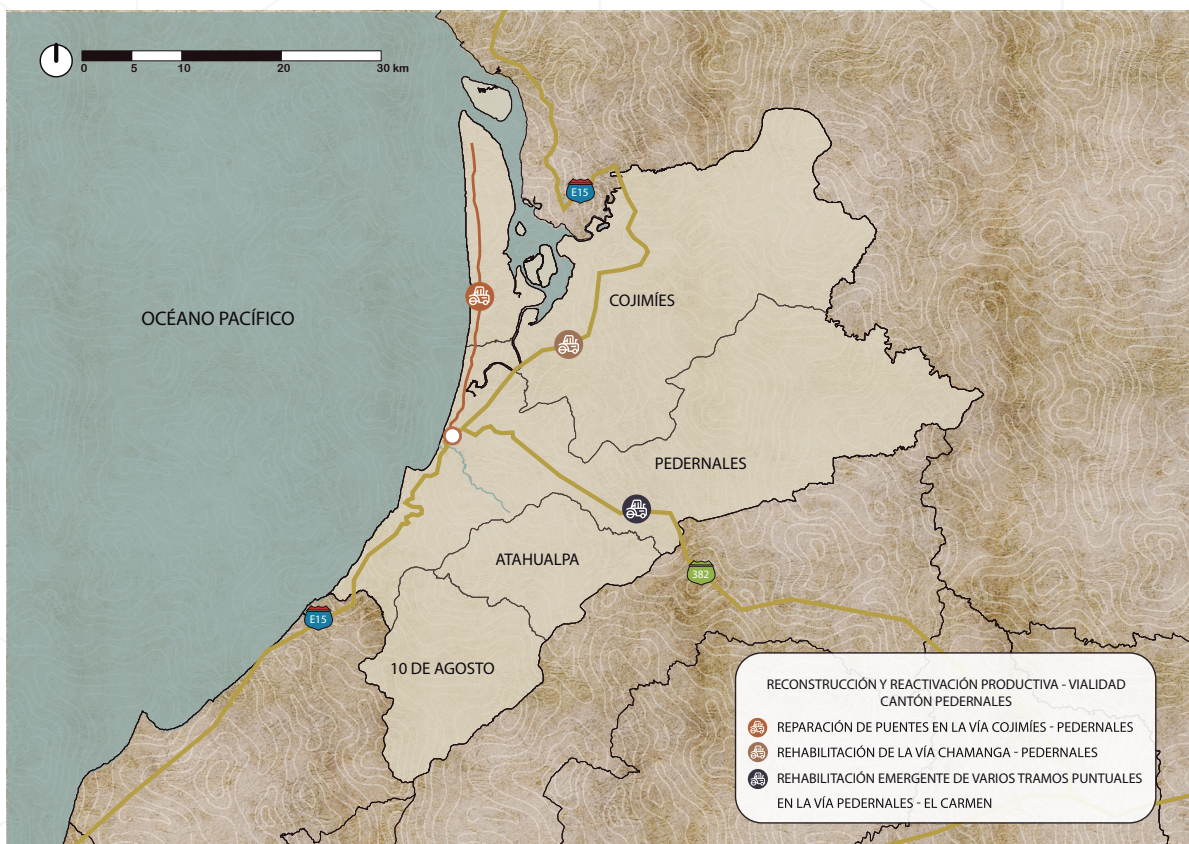 0 5 10 20 30 km
E15
COJIMÍES
OCÉANO PACÍFICO
PEDERNALES
ATAHUALPA
382
E15
10 DE AGOSTO
RECONSTRUCCIÓN Y REACTIVACIÓN PRODUCTIVA - VIALIDAD
CANTÓN PEDERNALES
REPARACIÓN DE PUENTES EN LA VÍA COJIMÍES - PEDERNALES
REHABILITACIÓN DE LA VÍA CHAMANGA - PEDERNALES
REHABILITACIÓN EMERGENTE DE VARIOS TRAMOS PUNTUALES
EN LA VÍA PEDERNALES - EL CARMEN